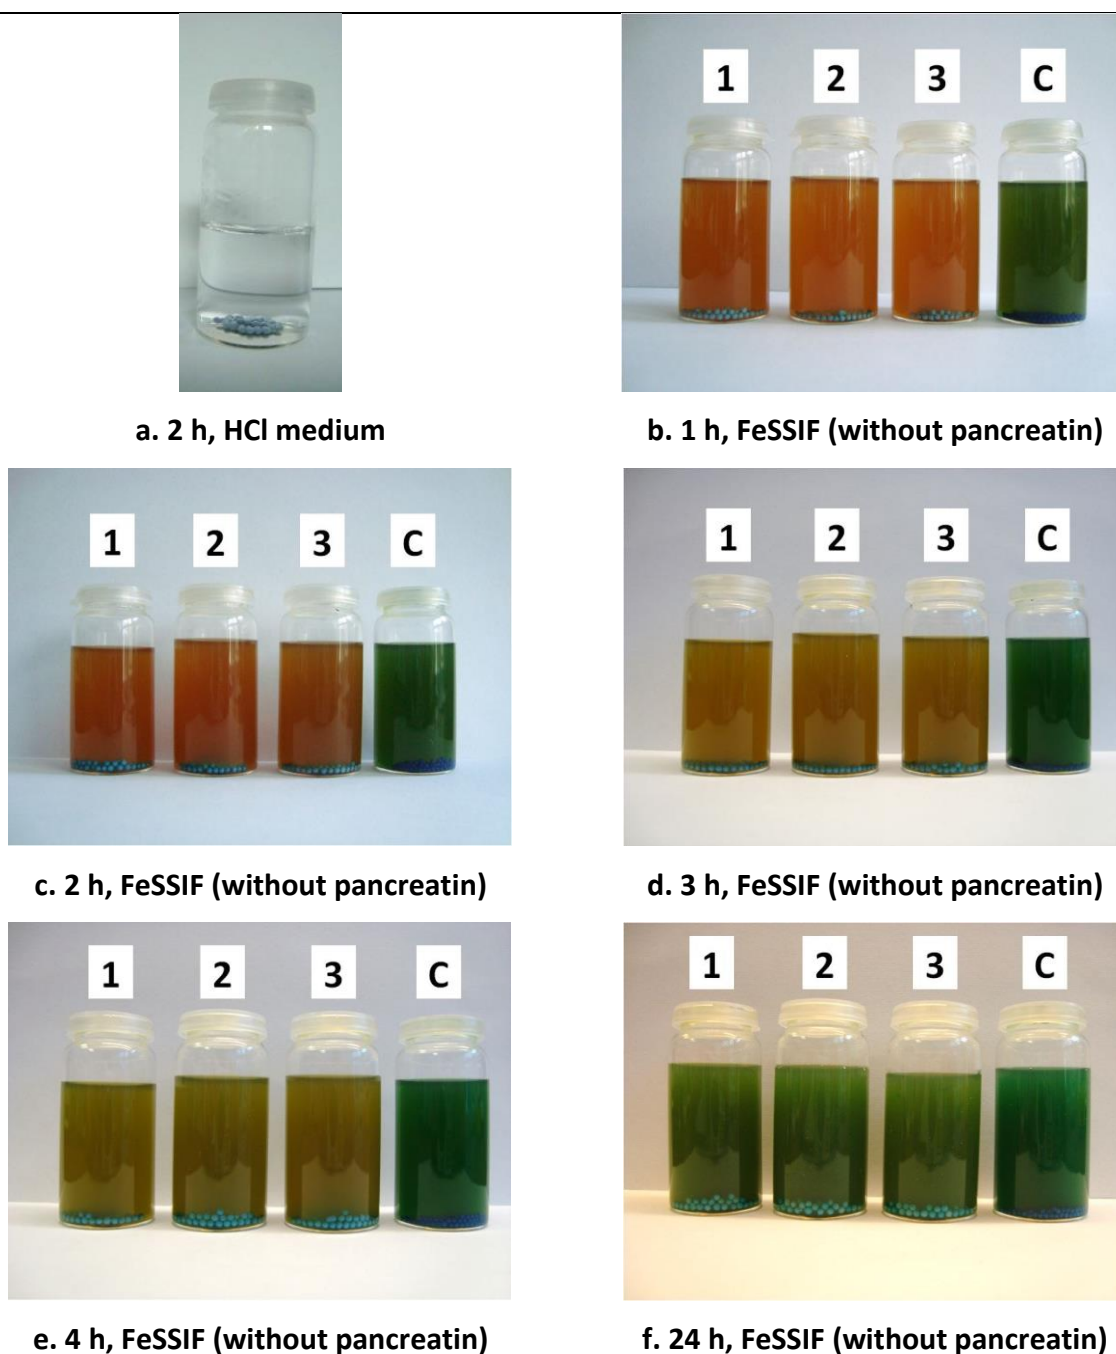 1 2 3 C
a. 2 h, HCl medium
b. 1 h, FeSSIF (without pancreatin)
1 2 3 C
1 2 3 C
c. 2 h, FeSSIF (without pancreatin)
d. 3 h, FeSSIF (without pancreatin)
1 2 3 C
1 2 3 C
e. 4 h, FeSSIF (without pancreatin)
f. 24 h, FeSSIF (without pancreatin)